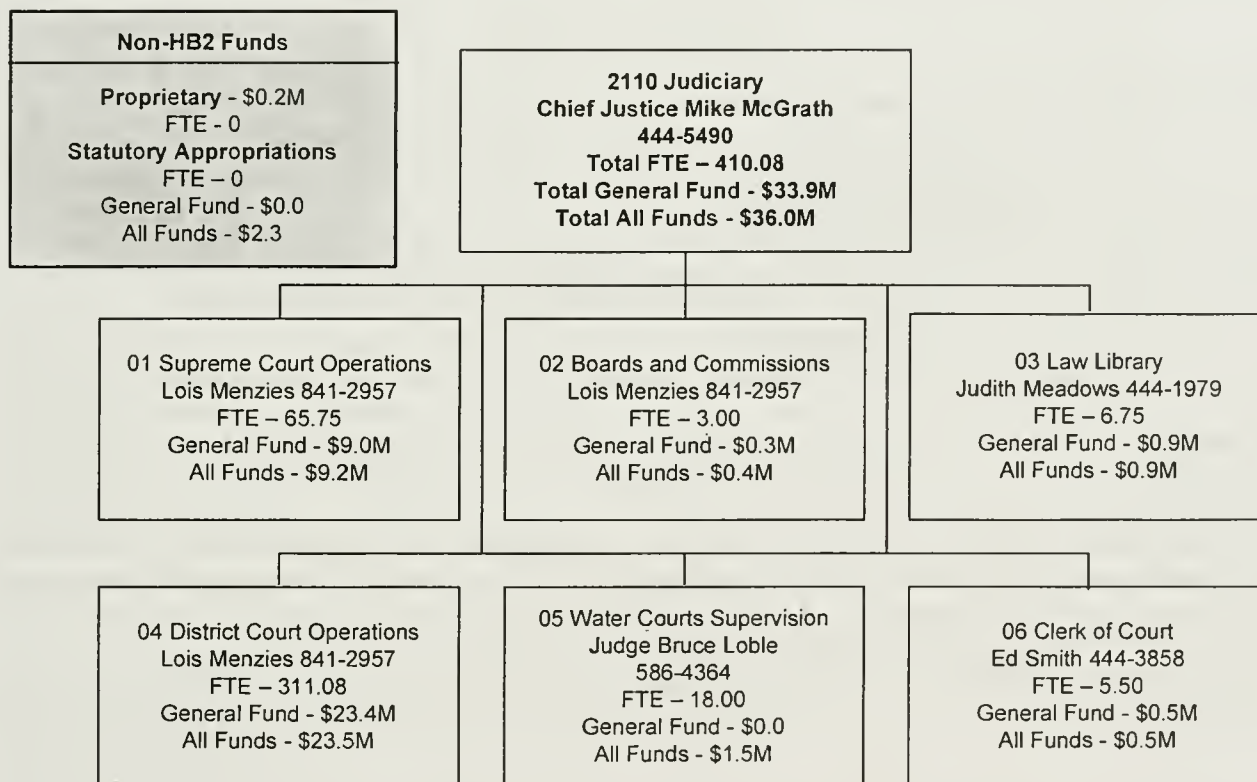 Non-HB2 Funds
Proprietary - $0.2M
FTE - 0
Statutory Appropriations
FTE – 0
General Fund - $0.0
All Funds - $2.3
2110 Judiciary
Chief Justice Mike McGrath
444-5490
Total FTE – 410.08
Total General Fund - $33.9M
Total All Funds - $36.0M
01 Supreme Court Operations
Lois Menzies 841-2957
FTE – 65.75
General Fund - $9.0M
All Funds - $9.2M
02 Boards and Commissions
Lois Menzies 841-2957
FTE – 3.00
General Fund - $0.3M
All Funds - $0.4M
03 Law Library
Judith Meadows 444-1979
FTE – 6.75
General Fund - $0.9M
All Funds - $0.9M
04 District Court Operations
Lois Menzies 841-2957
FTE – 311.08
General Fund - $23.4M
All Funds - $23.5M
05 Water Courts Supervision
Judge Bruce Loble
586-4364
FTE – 18.00
General Fund - $0.0
All Funds - $1.5M
06 Clerk of Court
Ed Smith 444-3858
FTE – 5.50
General Fund - $0.5M
All Funds - $0.5M